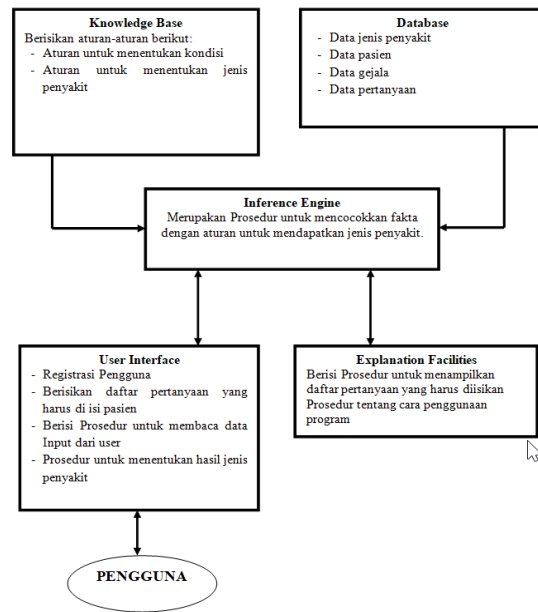 Knowledge Base
Berisikan aturan-aturan berikut:
- Aturan untuk menentukan kondisi
- Aturan untuk menentukan jenis
penyakit
Database
- Data jenis penyakit
- Data pasien
- Data gejala
- Data pertanyaan
Inference Engine
Merupakan Prosedur untuk mencocokkan fakta
dengan aturan untuk mendapatkan jenis penyakit.
User Interface
- Registrasi Pengguna
- Berisikan daftar pertanyaan yang
harus di isi pasien
- Berisi Prosedur untuk membaca data
Input dari user
- Prosedur untuk menentukan hasil jenis
penyakit
Explanation Facilities
Berisi Prosedur untuk menampilkan
daftar pertanyaan yang harus diisikan
Prosedur tentang cara penggunaan
program
PENGGUNA